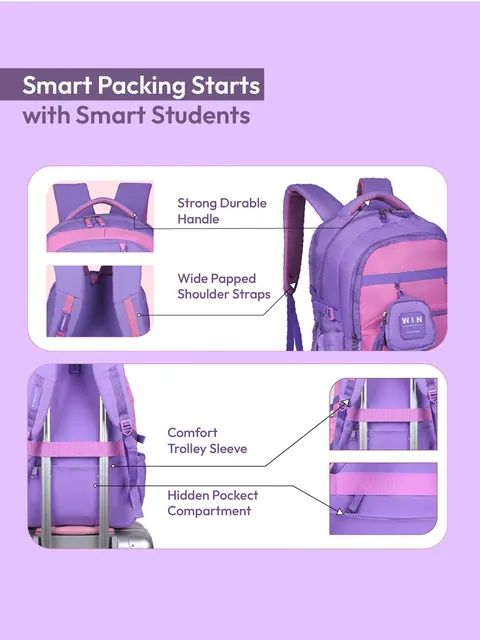 Smart Packing Starts
with Smart Students
Strong Durable
Handle
Wide Papped
Shoulder Straps
WIN
Comfort
Trolley Sleeve
Hidden Pockect
Compartment